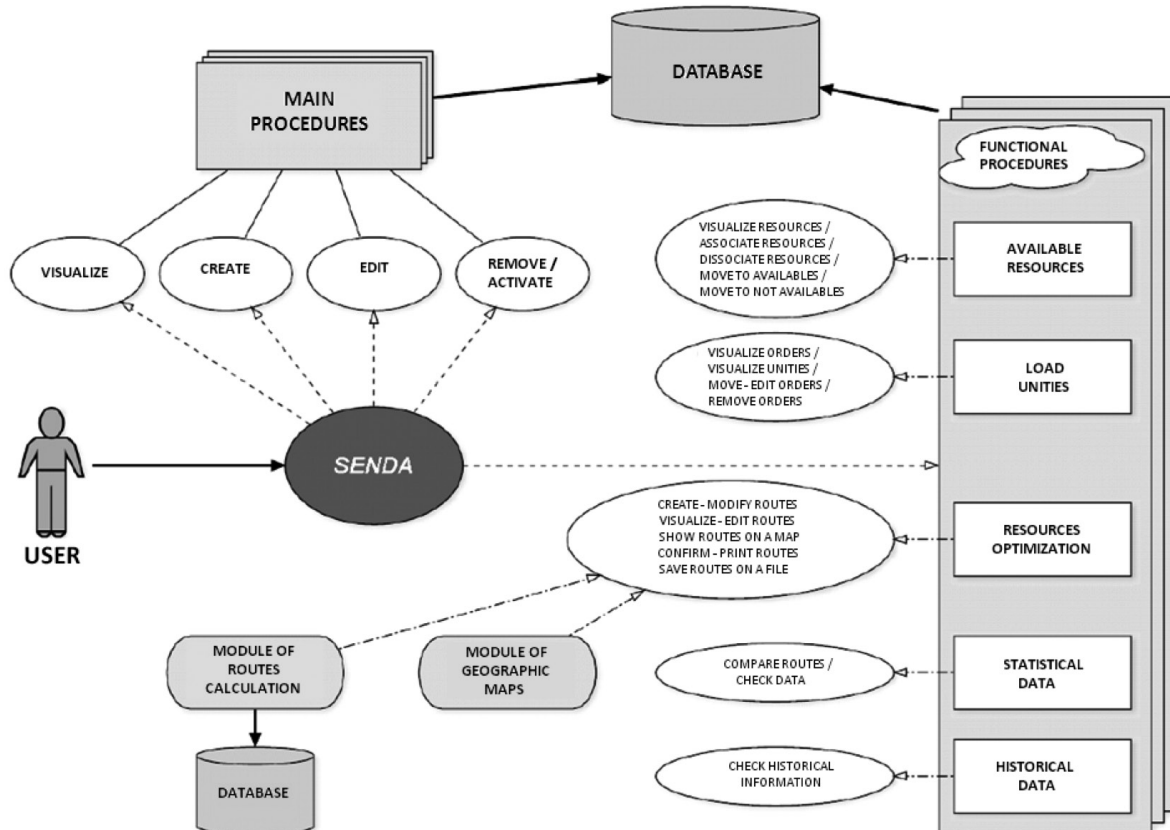 DATABASE
MAIN
PROCEDURES
FUNCTIONAL
PROCEDURES
VISUALIZE
CREATE
EDIT
REMOVE /
ACTIVATE
VISUALIZE RESOURCES /
ASSOCIATE RESOURCES /
DISSOCIATE RESOURCES /
MOVE TO AVAILABLES /
MOVE TO NOT AVAILABLES
AVAILABLE
RESOURCES
VISUALIZE ORDERS /
VISUALIZE UNITIES /
MOVE - EDIT ORDERS /
REMOVE ORDERS
LOAD
UNITIES
USER
SENDA
CREATE - MODIFY ROUTES
VISUALIZE - EDIT ROUTES
SHOW ROUTES ON A MAP
CONFIRM - PRINT ROUTES
SAVE ROUTES ON A FILE
RESOURCES
OPTIMIZATION
MODULE OF
ROUTES
CALCULATION
MODULE OF
GEOGRAPHIC
MAPS
COMPARE ROUTES /
CHECK DATA
STATISTICAL
DATA
DATABASE
CHECK HISTORICAL
INFORMATION
HISTORICAL
DATA